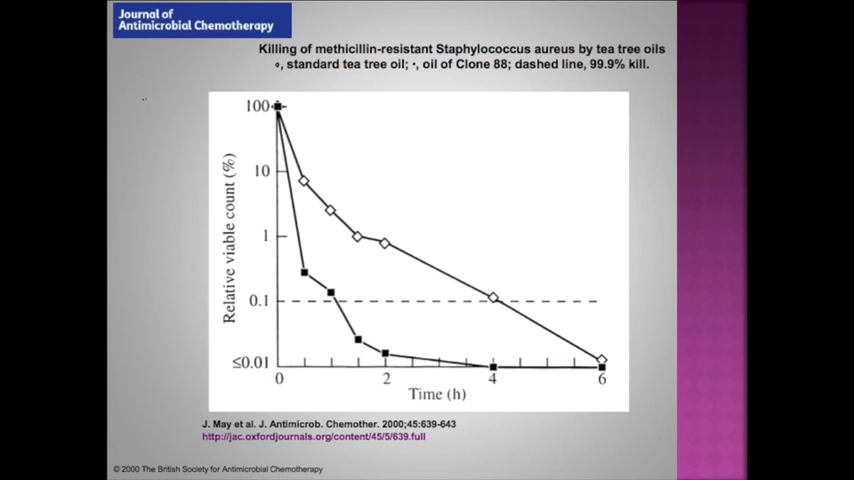 Journal of
Antimicrobial Chemotherapy
Killing of methicillin-resistant Staphylococcus aureus by tea tree oils
⋄, standard tea tree oil; ▪, oil of Clone 88; dashed line, 99.9% kill.
Relative viable count (%)
100
10
1
0.1
≤0.01
0 2 4 6
Time (h)
J. May et al. J. Antimicrob. Chemother. 2000;45:639-643
http://jac.oxfordjournals.org/content/45/5/639.full
© 2000 The British Society for Antimicrobial Chemotherapy